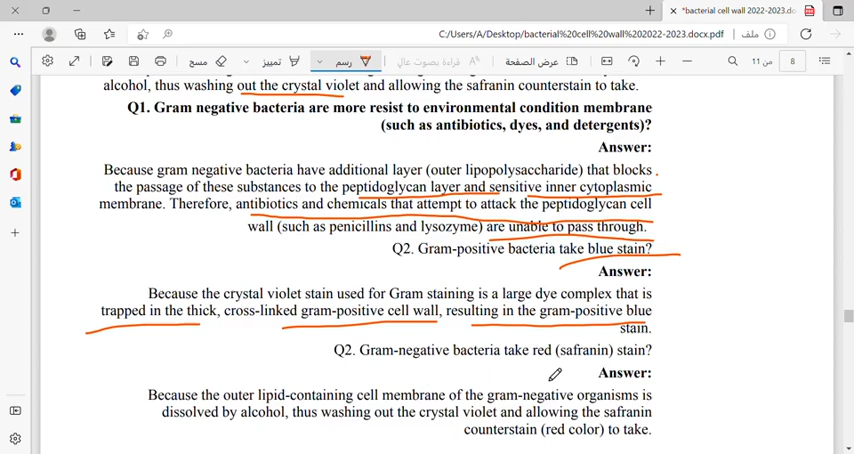 *bacterial cell wall 2022-2023.do
C:/Users/A/Desktop/bacterial%20cell%20wall%202022-2023.docx.pdf
ملف
مسح
تمييز
رسم
قراءة بصوت عالي
عرض الصفحة
من 11
8
alcohol, thus washing out the crystal violet and allowing the safranin counterstain to take.
Q1. Gram negative bacteria are more resist to environmental condition membrane
(such as antibiotics, dyes, and detergents)?
Answer:
Because gram negative bacteria have additional layer (outer lipopolysaccharide) that blocks
the passage of these substances to the peptidoglycan layer and sensitive inner cytoplasmic
membrane. Therefore, antibiotics and chemicals that attempt to attack the peptidoglycan cell
wall (such as penicillins and lysozyme) are unable to pass through.
Q2. Gram-positive bacteria take blue stain?
Answer:
Because the crystal violet stain used for Gram staining is a large dye complex that is
trapped in the thick, cross-linked gram-positive cell wall, resulting in the gram-positive blue
stain.
Q2. Gram-negative bacteria take red (safranin) stain?
Answer:
Because the outer lipid-containing cell membrane of the gram-negative organisms is
dissolved by alcohol, thus washing out the crystal violet and allowing the safranin
counterstain (red color) to take.